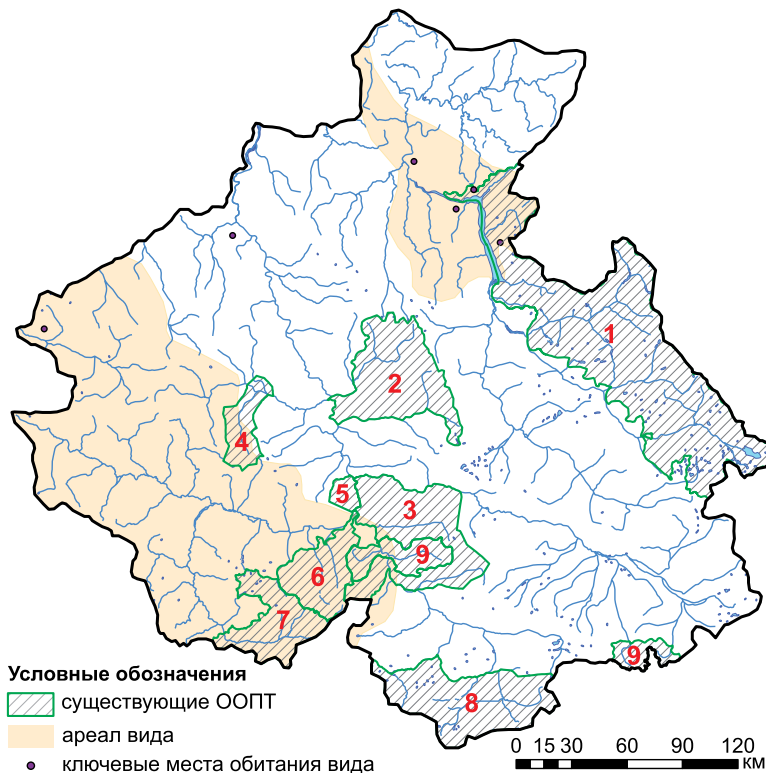 1
2
4
5
3
9
6
7
9
8
Условные обозначения
существующие ООПТ
ареал вида
ключевые места обитания вида
0 15 30 60 90 120
км